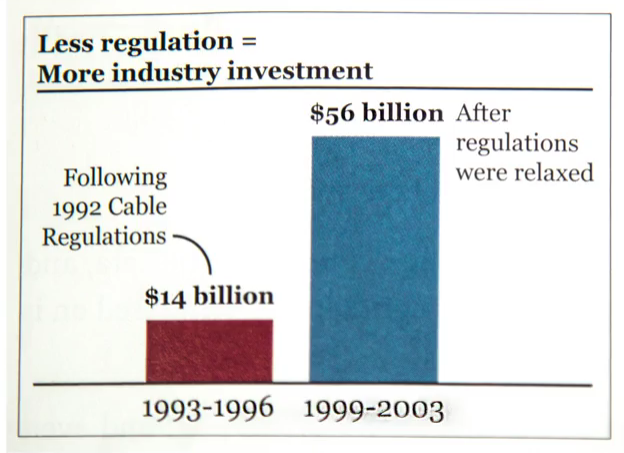 Less regulation =
More industry investment
$56 billion After
regulations
were relaxed
Following
1992 Cable
Regulations
$14 billion
1993-1996 1999-2003